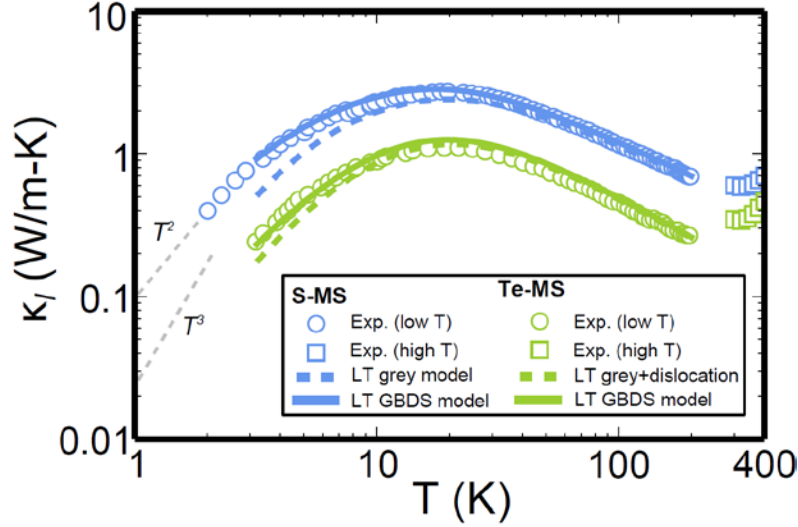 10
1
0.1
0.01
κl (W/m-K)
T²
T³
S-MS Te-MS
Exp. (low T) Exp. (low T)
Exp. (high T) Exp. (high T)
LT grey model LT grey+dislocation
LT GBDS model LT GBDS model
1 10 100 400
T (K)